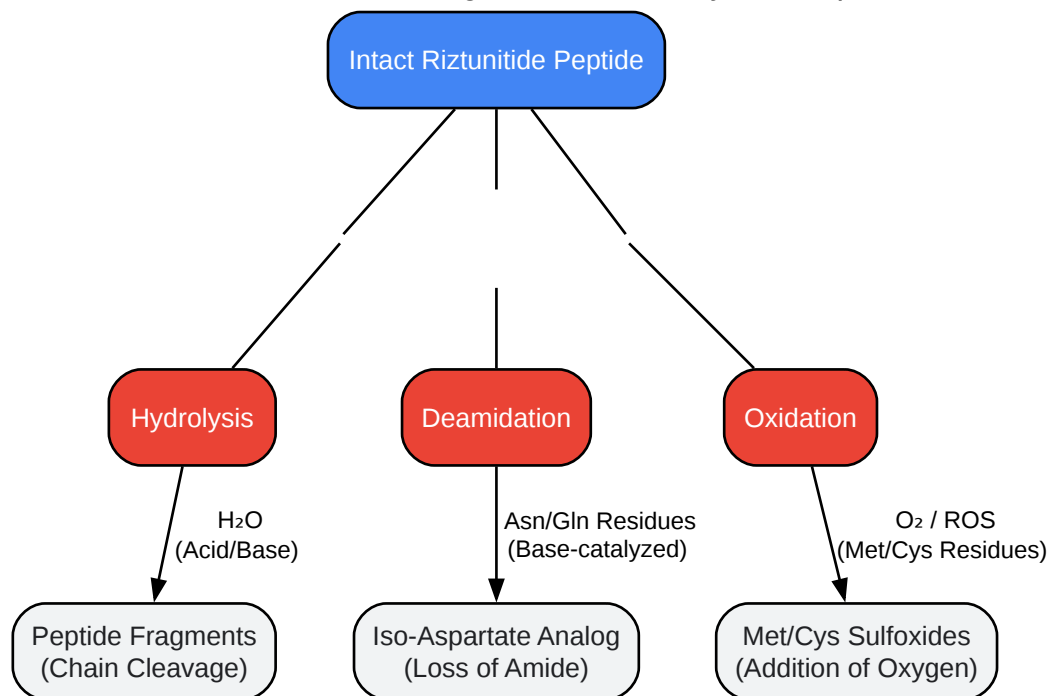 Intact Riztunitide Peptide
Hydrolysis
Deamidation
Oxidation
H₂O
(Acid/Base)
Asn/Gln Residues
(Base-catalyzed)
O₂ / ROS
(Met/Cys Residues)
Peptide Fragments
(Chain Cleavage)
Iso-Aspartate Analog
(Loss of Amide)
Met/Cys Sulfoxides
(Addition of Oxygen)